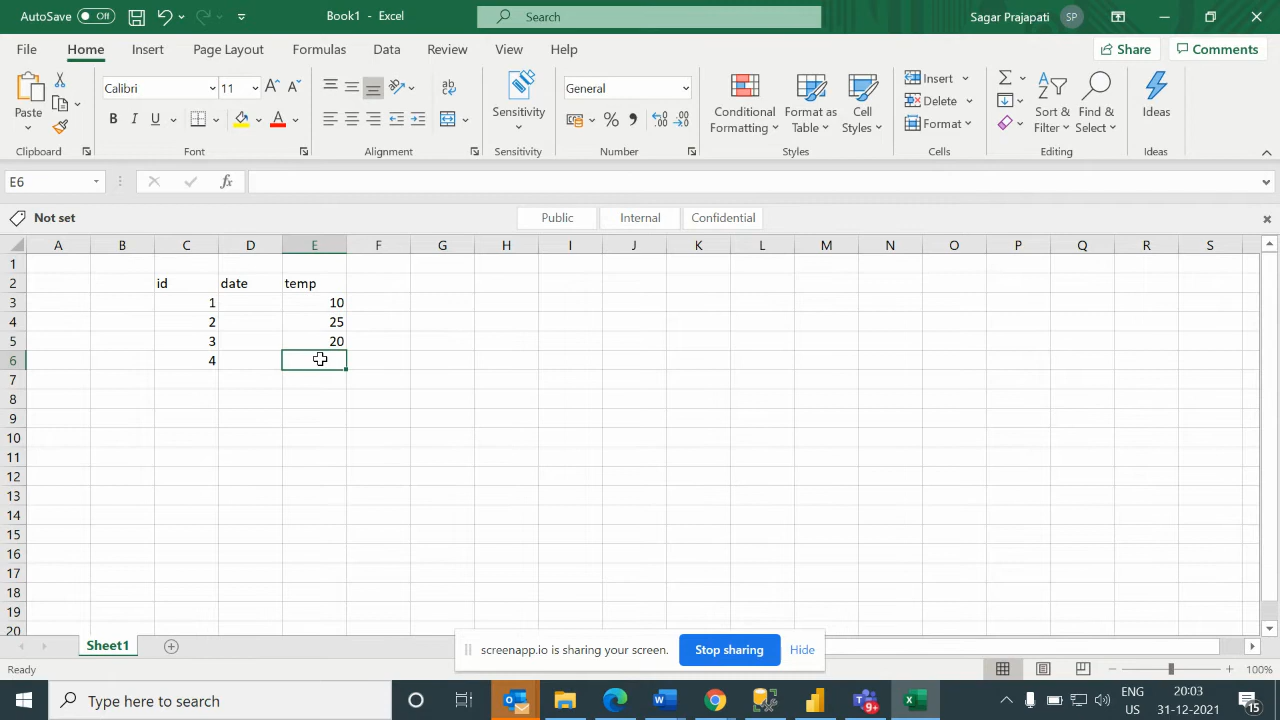 AutoSave Off Book1 - Excel Search Sagar Prajapati SP
File Home Insert Page Layout Formulas Data Review View Help Share Comments
Paste Calibri 11 General Insert
B I U Sensitivity % Conditional Formatting Format as Table Cell Styles Delete Format Sort & Filter Find & Select Ideas
Clipboard Font Alignment Sensitivity Number Styles Cells Editing Ideas
E6 fx
Not set Public Internal Confidential
A B C D E F G H I J K L M N O P Q R S
1
2 id date temp
3 1 10
4 2 25
5 3 20
6 4
7
8
9
10
11
12
13
14
15
16
17
18
19
20
Sheet1
screenapp.io is sharing your screen. Stop sharing Hide
Ready 100%
Type here to search 9+ ENG US 20:03 31-12-2021 15